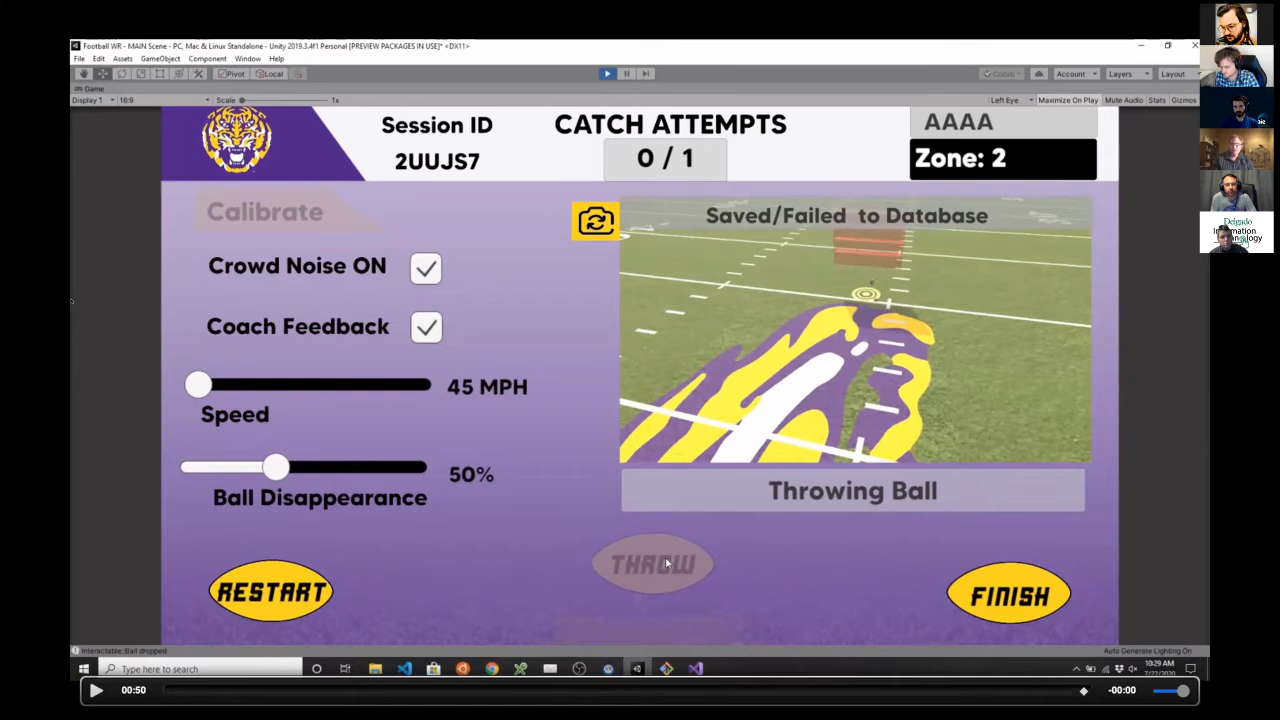 Football WR - MAIN Scene - PC, Mac & Linux Standalone - Unity 2019.3.4f1 Personal [PREVIEW PACKAGES IN USE]* <DX11>
File Edit Assets GameObject Component Window Help
Pivot Local Collab Account Layers Layout
Game
Display 1 16:9 Scale 1x Left Eye Maximize On Play Mute Audio Stats Gizmos
Session ID
2UUJS7
CATCH ATTEMPTS
0 / 1
AAAA
Zone: 2
Calibrate
Saved/Failed to Database
Crowd Noise ON
Coach Feedback
45 MPH
Speed
50%
Ball Disappearance
Throwing Ball
RESTART
THROW
FINISH
Interactable:Ball dropped
Auto Generate Lighting On
Type here to search
10:29 AM
7/22/2020
00:50
-00:00
Delgado
Information